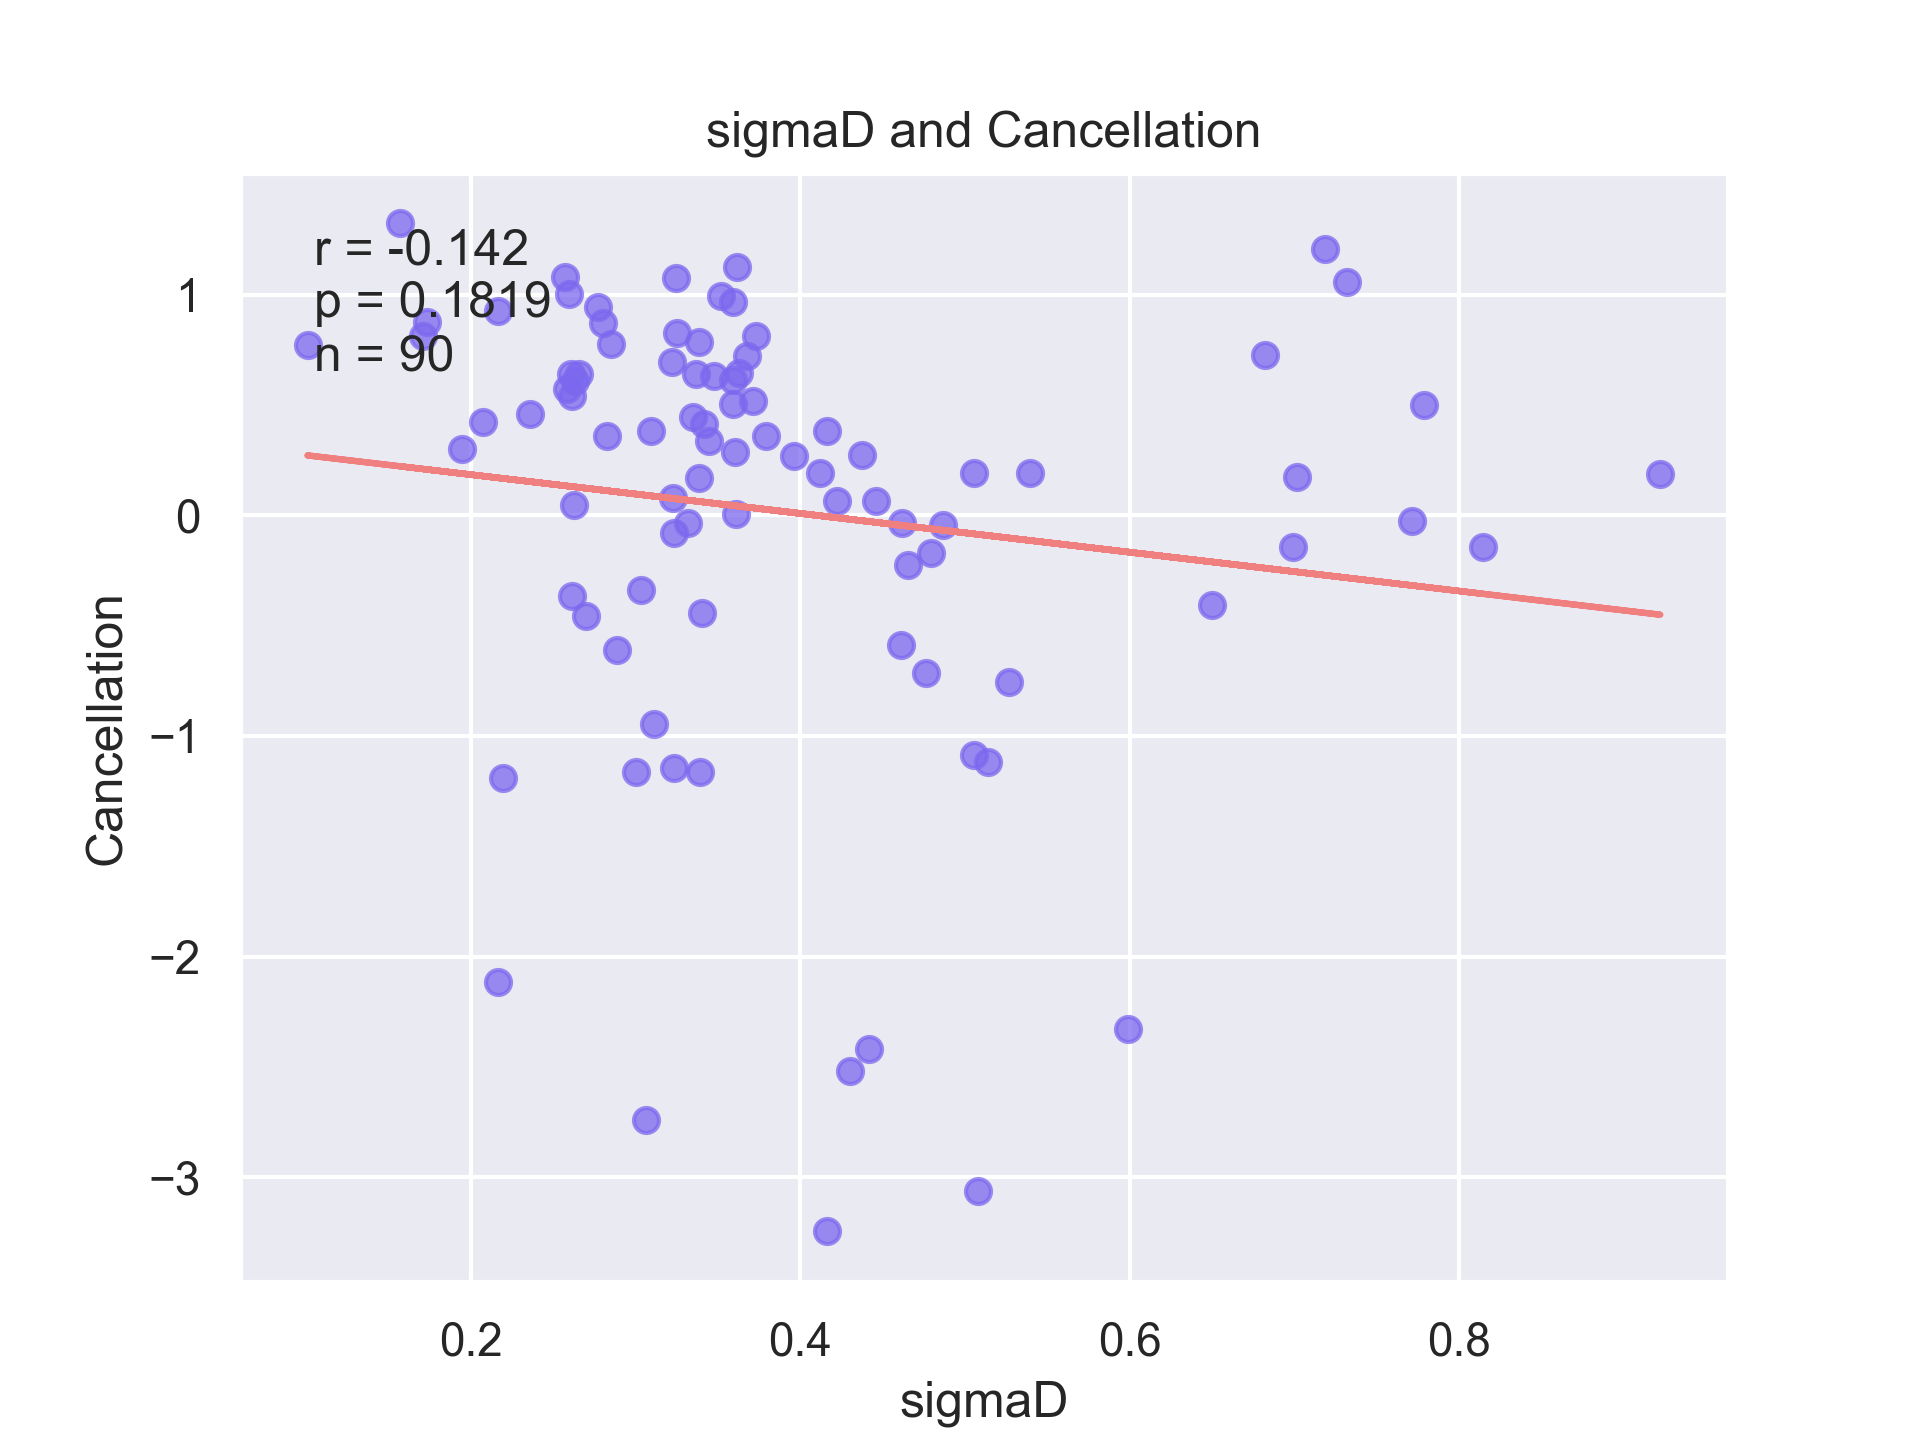 sigmaD and Cancellation
r = -0.142
p = 0.1819
n = 90
1
0
−1
−2
−3
Cancellation
0.2 0.4 0.6 0.8
sigmaD